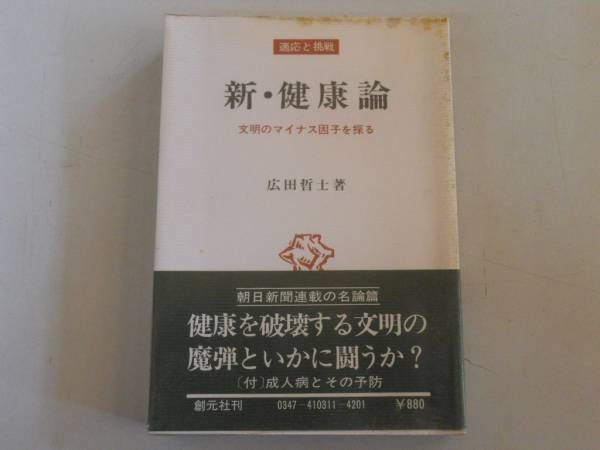 適応と挑戦
新・健康論
文明のマイナス因子を探る
広田哲士著
朝日新聞連載の名論篇
健康を破壊する文明の
魔弾といかに闘うか?
〔付〕成人病とその予防
創元社刊 0347-410311-4201 ¥880